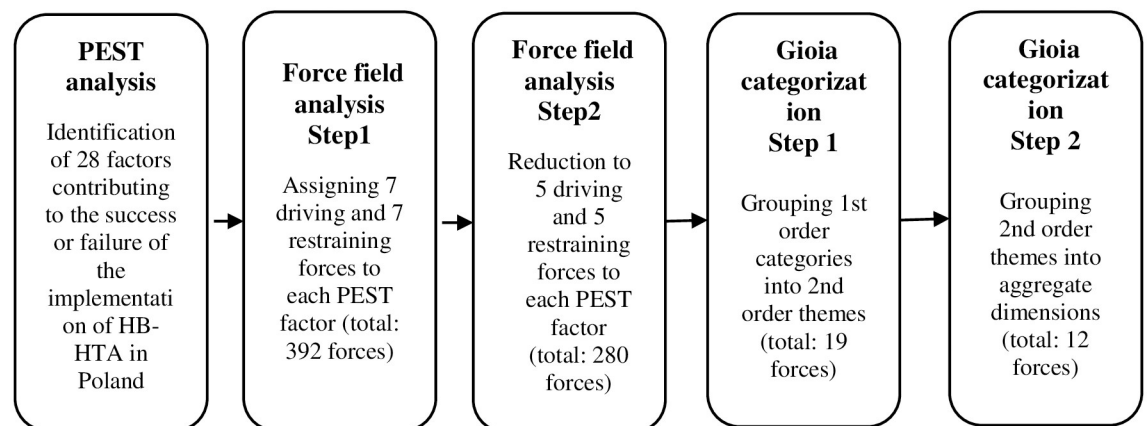 PEST
analysis
Identification
of 28 factors
contributing
to the success
or failure of
the
implementati
on of HB-
HTA in
Poland
Force field
analysis
Step1
Assigning 7
driving and 7
restraining
forces to
each PEST
factor (total:
392 forces)
Force field
analysis
Step2
Reduction to
5 driving
and 5
restraining
forces to
each PEST
factor
(total: 280
forces)
Gioia
categorizat
ion
Step 1
Grouping 1st
order
categories
into 2nd
order themes
(total: 19
forces)
Gioia
categorizat
ion
Step 2
Grouping
2nd order
themes into
aggregate
dimensions
(total: 12
forces)